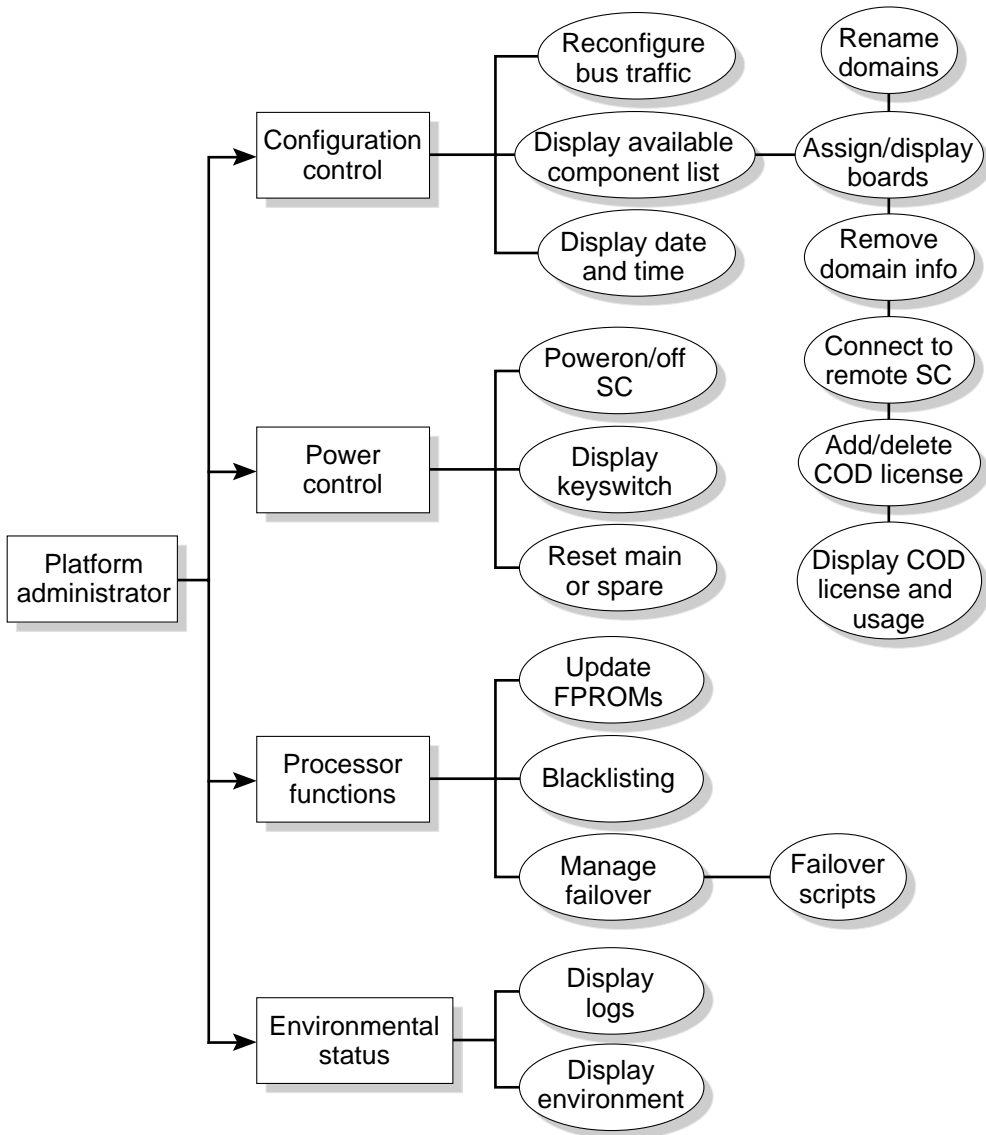 Platform
administrator
Configuration
control
Reconfigure
bus traffic
Display available
component list
Display date
and time
Rename
domains
Assign/display
boards
Remove
domain info
Connect to
remote SC
Add/delete
COD license
Display COD
license and
usage
Power
control
Poweron/off
SC
Display
keyswitch
Reset main
or spare
Processor
functions
Update
FPROMs
Blacklisting
Manage
failover
Failover
scripts
Environmental
status
Display
logs
Display
environment